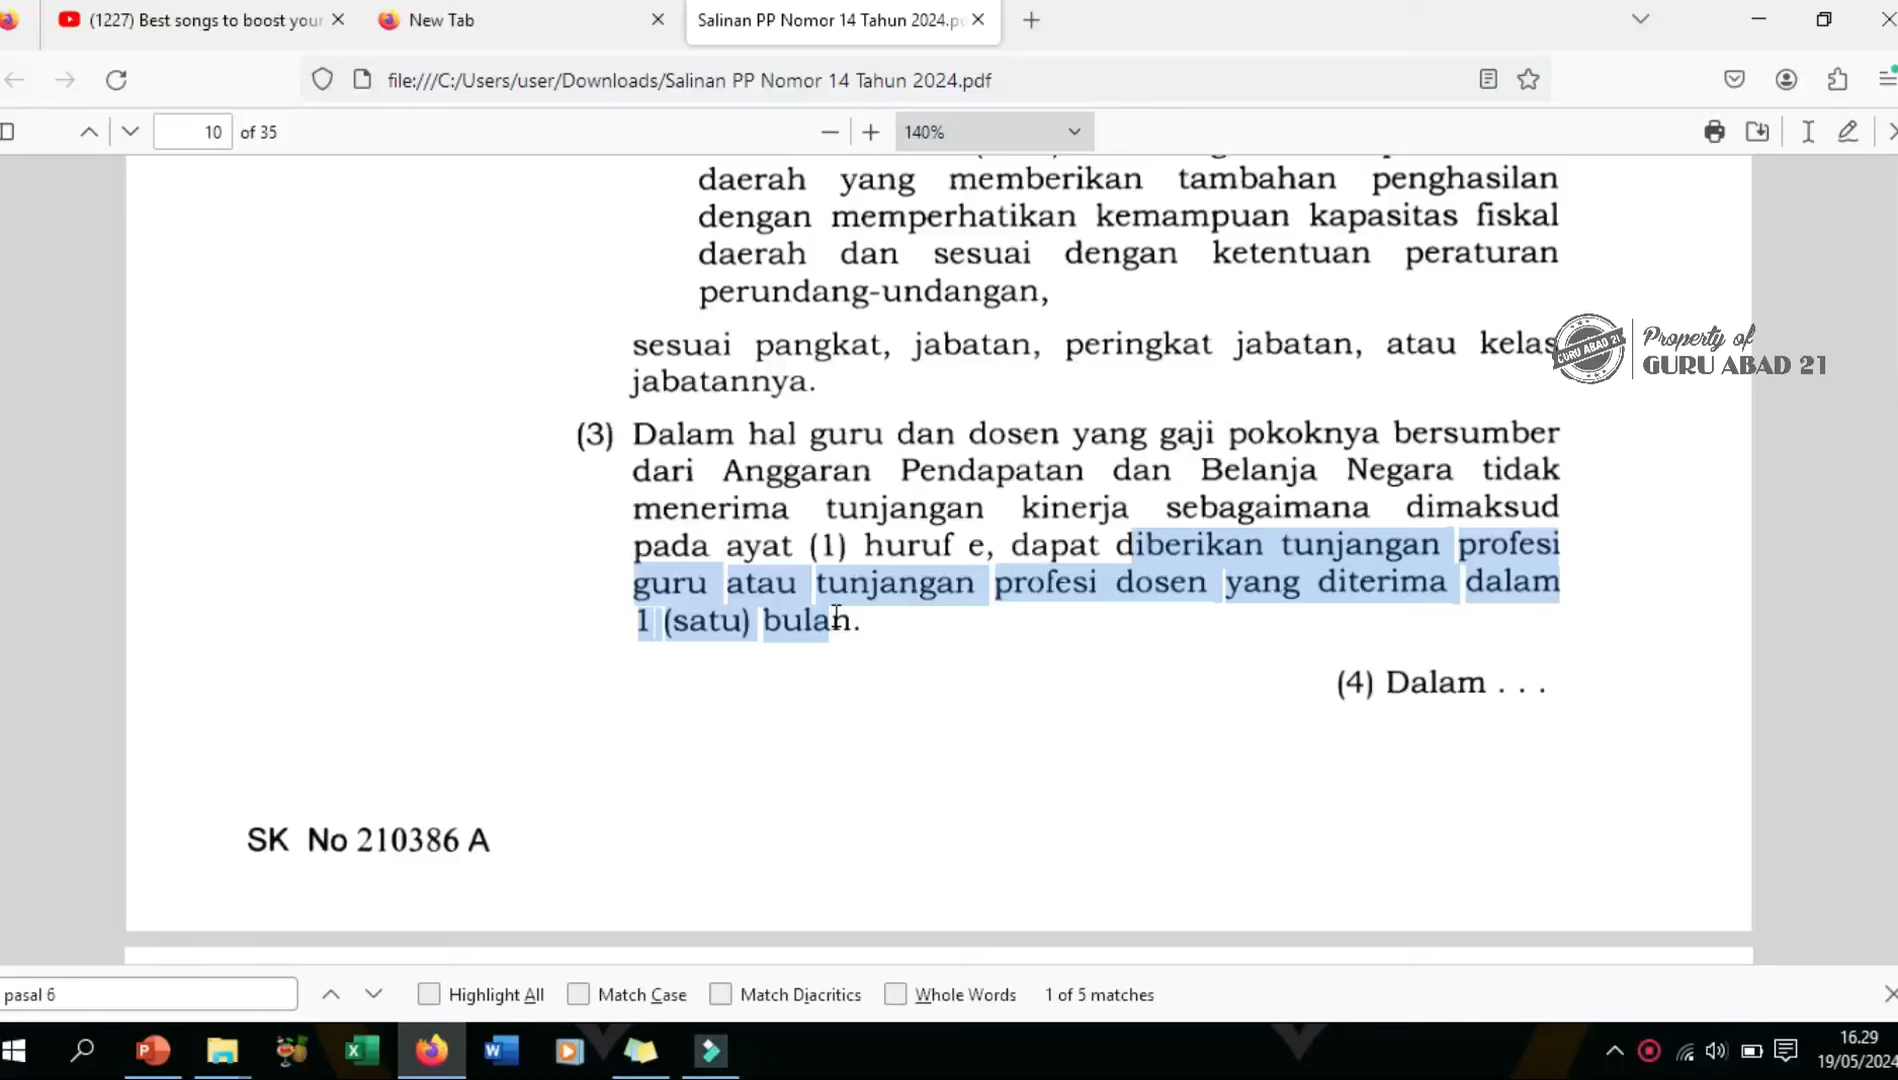 (1227) Best songs to boost your
New Tab
Salinan PP Nomor 14 Tahun 2024.p
file:///C:/Users/user/Downloads/Salinan PP Nomor 14 Tahun 2024.pdf
10 of 35
140%
daerah yang memberikan tambahan penghasilan
dengan memperhatikan kemampuan kapasitas fiskal
daerah dan sesuai dengan ketentuan peraturan
perundang-undangan,
sesuai pangkat, jabatan, peringkat jabatan, atau kelas
jabatannya.
Property of
GURU ABAD 21
GURU ABAD 21
(3) Dalam hal guru dan dosen yang gaji pokoknya bersumber
dari Anggaran Pendapatan dan Belanja Negara tidak
menerima tunjangan kinerja sebagaimana dimaksud
pada ayat (1) huruf e, dapat diberikan tunjangan profesi
guru atau tunjangan profesi dosen yang diterima dalam
1 (satu) bulan.
(4) Dalam . . .
SK No 210386 A
pasal 6
Highlight All
Match Case
Match Diacritics
Whole Words
1 of 5 matches
16.29
19/05/2024